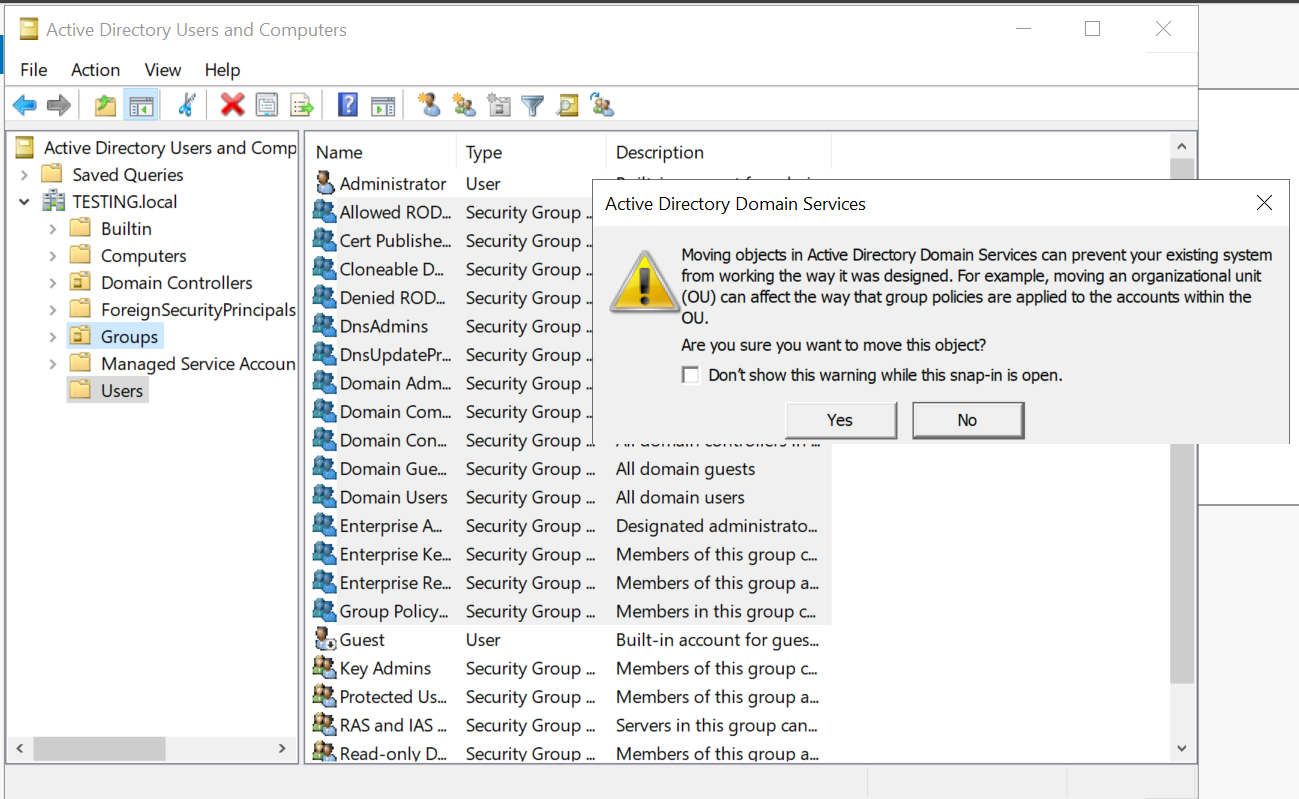 Active Directory Users and Computers
File Action View Help
Active Directory Users and Comp
Saved Queries
TESTING.local
Builtin
Computers
Domain Controllers
ForeignSecurityPrincipals
Groups
Managed Service Accoun
Users
Name Type Description
Administrator User
Allowed ROD... Security Group ...
Cert Publishe... Security Group ...
Cloneable D... Security Group ...
Denied ROD... Security Group ...
DnsAdmins Security Group ...
DnsUpdatePr... Security Group ...
Domain Adm... Security Group ...
Domain Com... Security Group ...
Domain Con... Security Group ... All domain controllers in ...
Domain Gue... Security Group ... All domain guests
Domain Users Security Group ... All domain users
Enterprise A... Security Group ... Designated administrato...
Enterprise Ke... Security Group ... Members of this group c...
Enterprise Re... Security Group ... Members of this group a...
Group Policy... Security Group ... Members in this group c...
Guest User Built-in account for gues...
Key Admins Security Group ... Members of this group c...
Protected Us... Security Group ... Members of this group a...
RAS and IAS ... Security Group ... Servers in this group can...
Read-only D... Security Group ... Members of this group a...
Active Directory Domain Services
Moving objects in Active Directory Domain Services can prevent your existing system
from working the way it was designed. For example, moving an organizational unit
(OU) can affect the way that group policies are applied to the accounts within the
OU.
Are you sure you want to move this object?
Don't show this warning while this snap-in is open.
Yes No